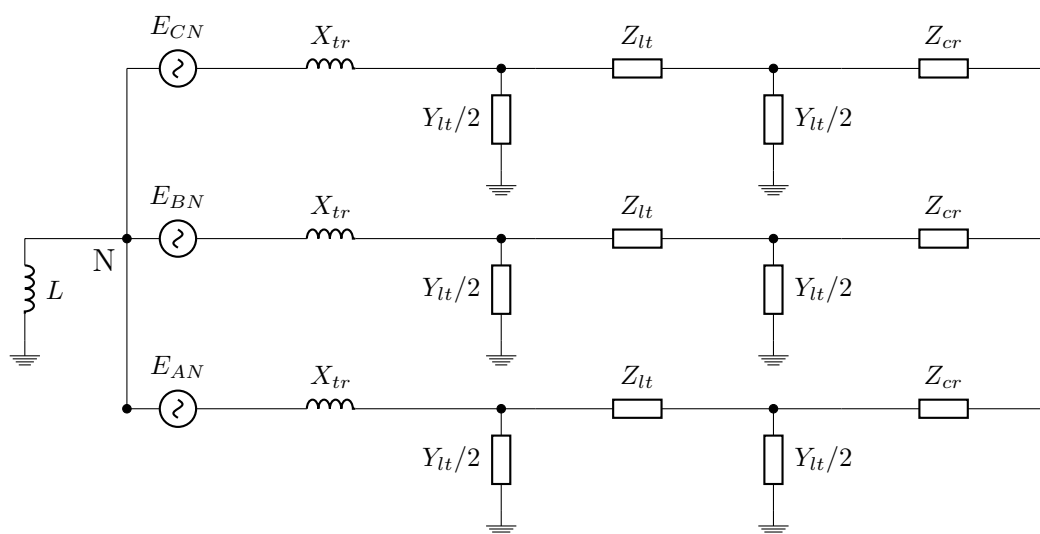 E_{CN} X_{tr} Z_{lt} Z_{cr}
Y_{lt}/2 Y_{lt}/2
E_{BN} X_{tr} Z_{lt} Z_{cr}
N
L Y_{lt}/2 Y_{lt}/2
E_{AN} X_{tr} Z_{lt} Z_{cr}
Y_{lt}/2 Y_{lt}/2